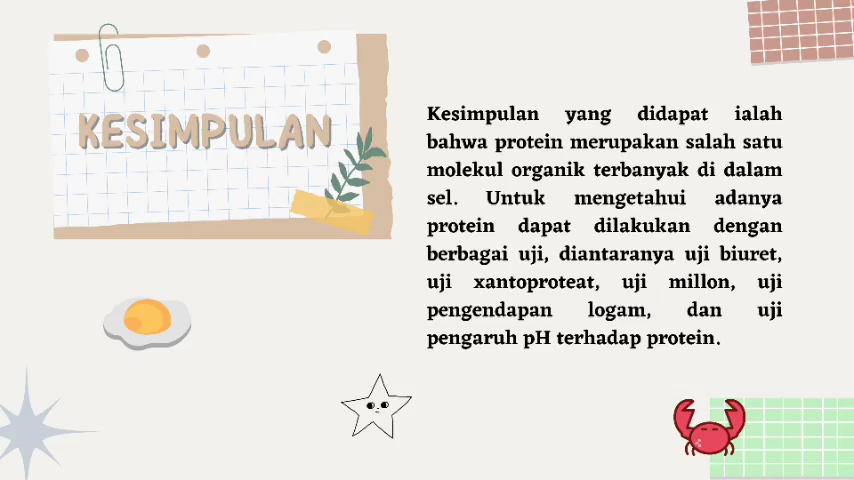 KESIMPULAN
Kesimpulan yang didapat ialah
bahwa protein merupakan salah satu
molekul organik terbanyak di dalam
sel. Untuk mengetahui adanya
protein dapat dilakukan dengan
berbagai uji, diantaranya uji biuret,
uji xantoproteat, uji millon, uji
pengendapan logam, dan uji
pengaruh pH terhadap protein.